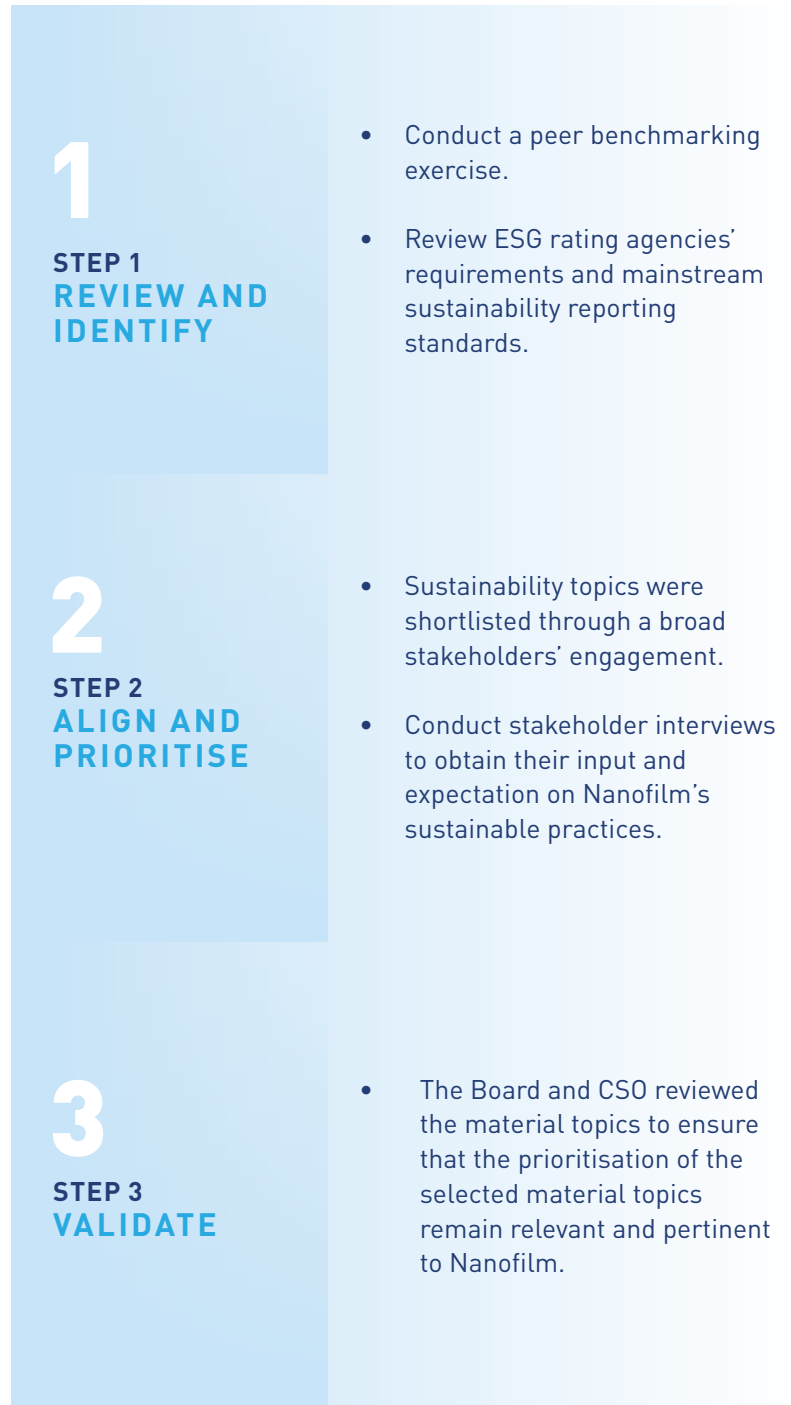 1
STEP 1
REVIEW AND
IDENTIFY
• Conduct a peer benchmarking
exercise.
• Review ESG rating agencies’
requirements and mainstream
sustainability reporting
standards.
2
STEP 2
ALIGN AND
PRIORITISE
• Sustainability topics were
shortlisted through a broad
stakeholders’ engagement.
• Conduct stakeholder interviews
to obtain their input and
expectation on Nanofilm’s
sustainable practices.
3
STEP 3
VALIDATE
• The Board and CSO reviewed
the material topics to ensure
that the prioritisation of the
selected material topics
remain relevant and pertinent
to Nanofilm.